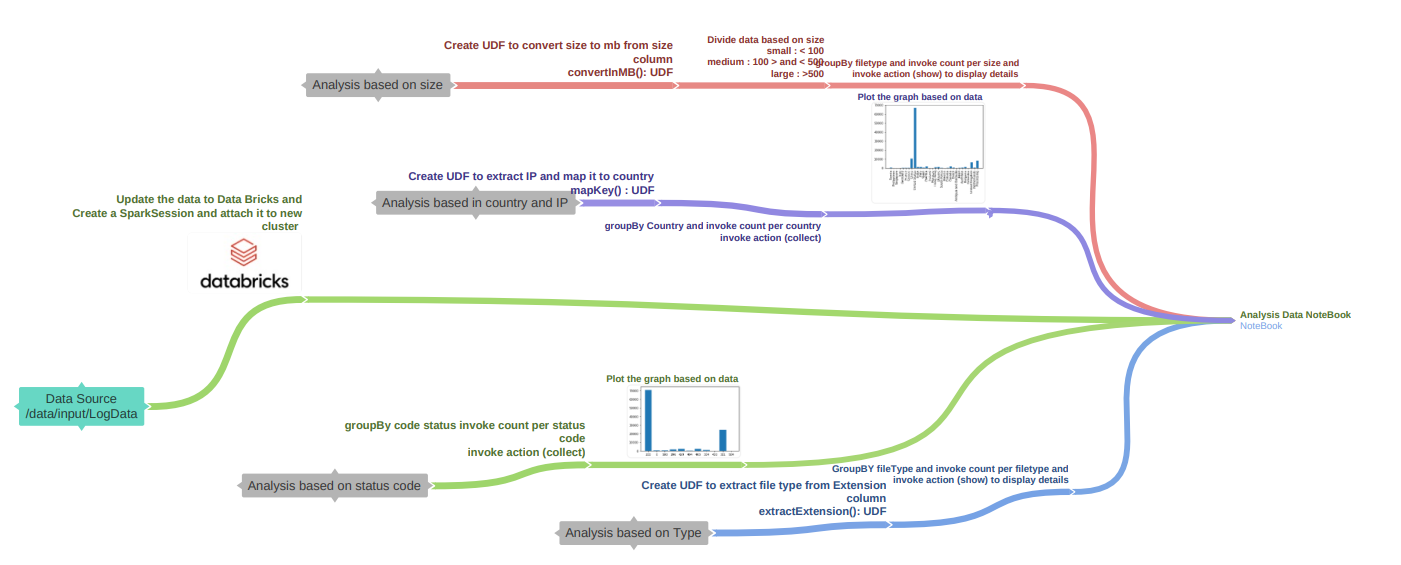 Create UDF to convert size to mb from size
column
convertInMB(): UDF
Divide data based on size
small : < 100
medium : 100 > and < 500
large : >500
groupBy filetype and invoke count per size and
invoke action (show) to display details
Analysis based on size
Plot the graph based on data
Create UDF to extract IP and map it to country
mapKey() : UDF
Analysis based in country and IP
groupBy Country and invoke count per country
invoke action (collect)
Update the data to Data Bricks and
Create a SparkSession and attach it to new
cluster
databricks
Analysis Data NoteBook
NoteBook
Data Source
/data/input/LogData
Plot the graph based on data
groupBy code status invoke count per status
code
invoke action (collect)
Analysis based on status code
GroupBY fileType and invoke count per filetype and
invoke action (show) to display details
Create UDF to extract file type from Extension
column
extractExtension(): UDF
Analysis based on Type